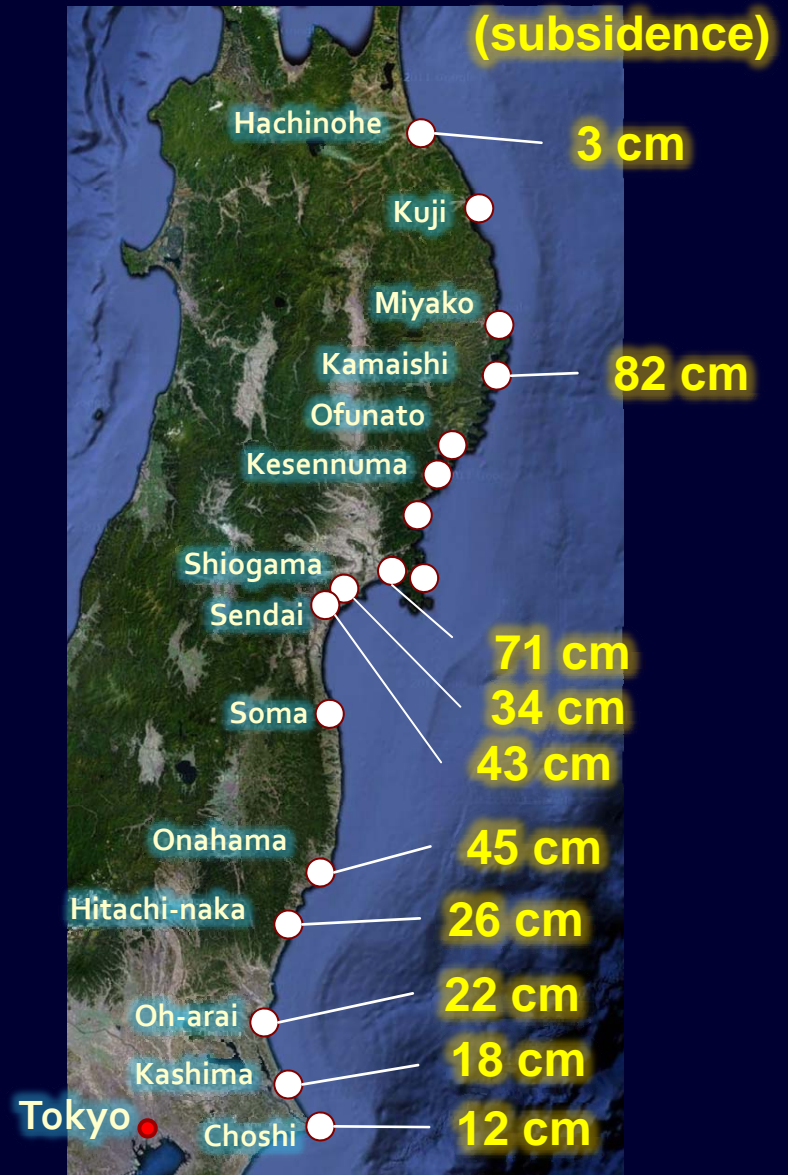 (subsidence)
Hachinohe
3 cm
Kuji
Miyako
Kamaishi
82 cm
Ofunato
Kesennuma
Shiogama
Sendai
71 cm
34 cm
Soma
43 cm
Onahama
45 cm
Hitachi-naka
26 cm
22 cm
Oh-arai
18 cm
Kashima
Tokyo
Choshi
12 cm